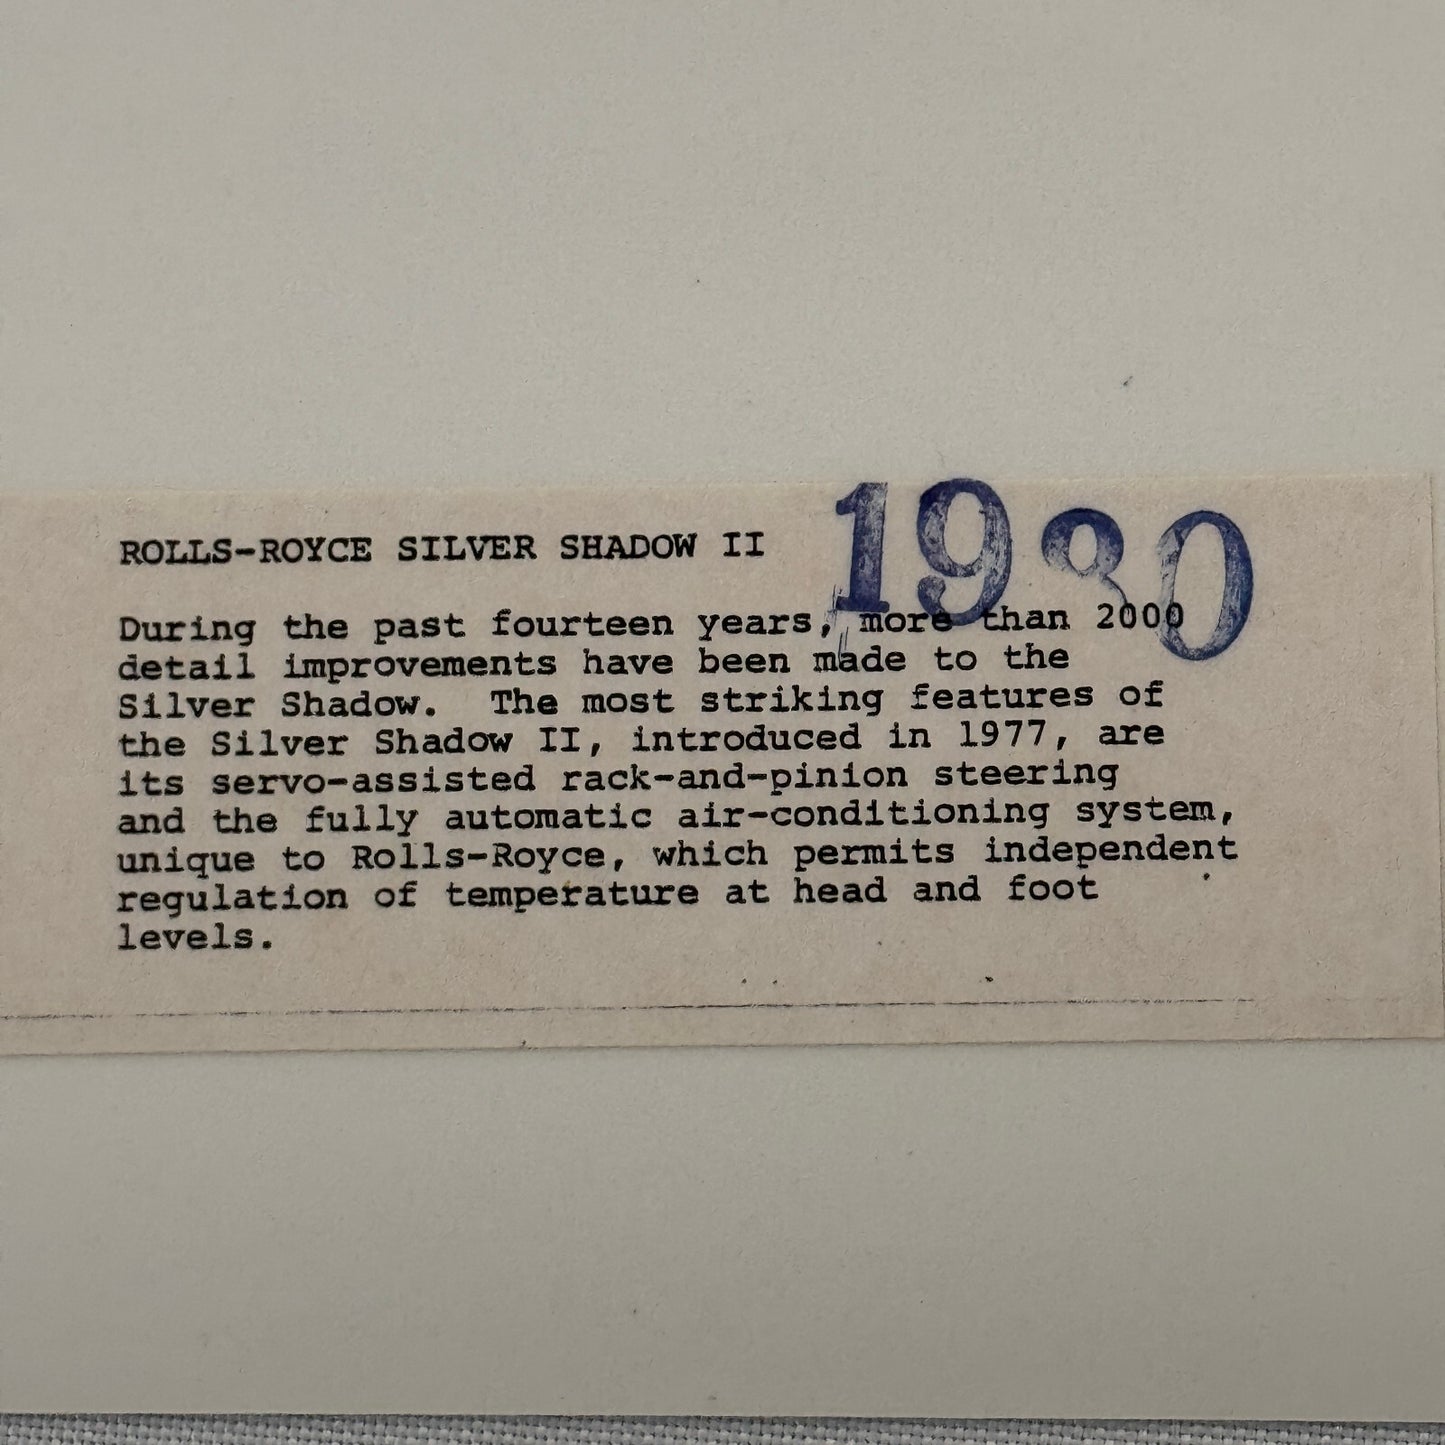 1980
ROLLS-ROYCE SILVER SHADOW II
During the past fourteen years, more than 2000
detail improvements have been made to the
Silver Shadow.  The most striking features of
the Silver Shadow II, introduced in 1977, are
its servo-assisted rack-and-pinion steering
and the fully automatic air-conditioning system,
unique to Rolls-Royce, which permits independent
regulation of temperature at head and foot
levels.